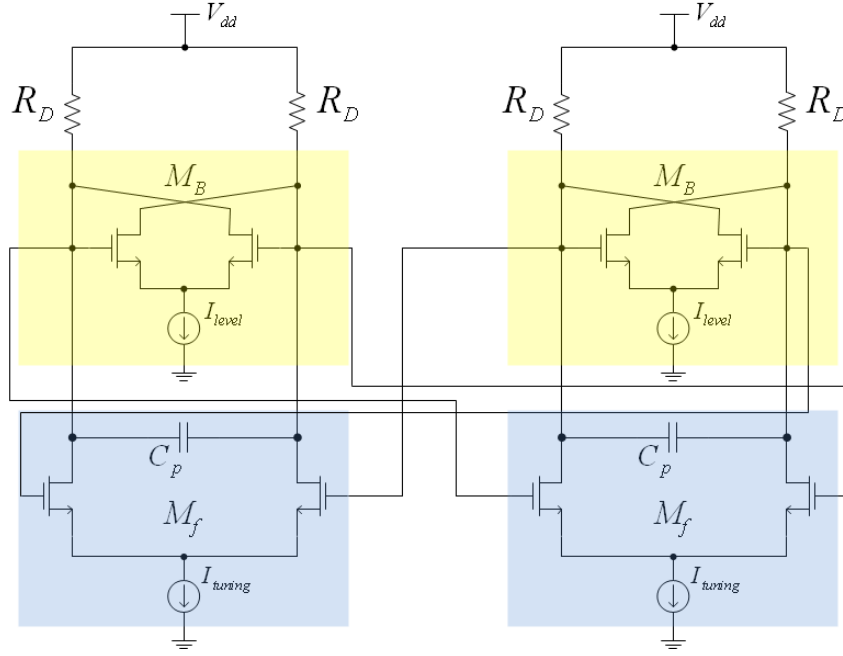 V_dd
V_dd
R_D
R_D
R_D
R_D
M_B
M_B
I_level
I_level
C_p
C_p
M_f
M_f
I_tuning
I_tuning